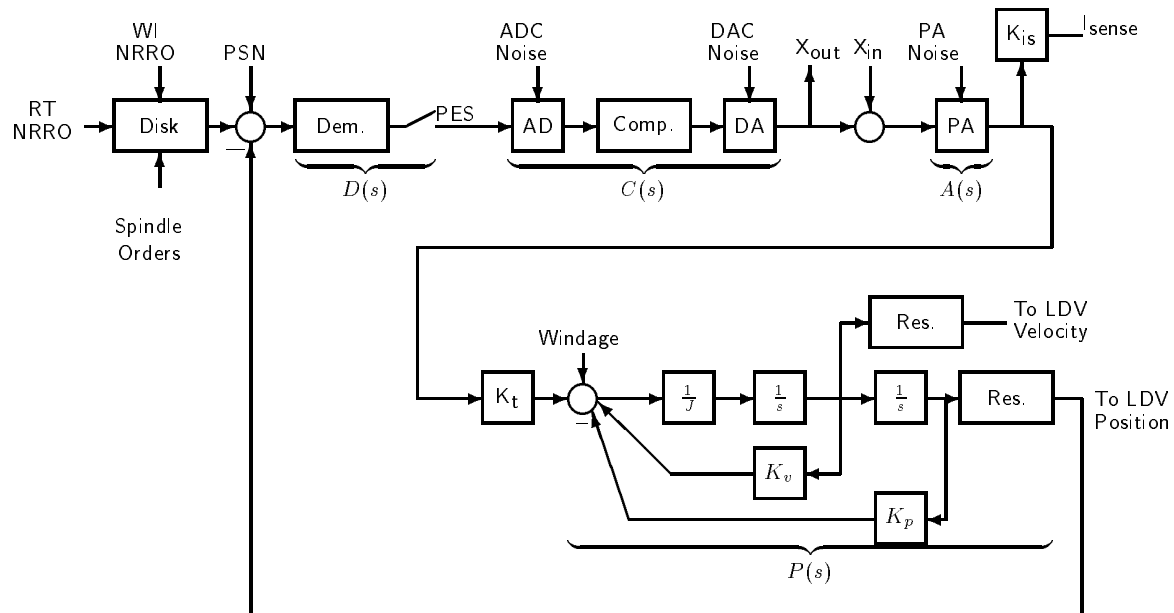 WI
NRRO
PSN
ADC
Noise
DAC
Noise
X_out
X_in
PA
Noise
K_is
I_sense
RT
NRRO
Disk
−
Dem.
PES
AD
Comp.
DA
PA
D(s)
C(s)
A(s)
Spindle
Orders
Res.
To LDV
Velocity
Windage
K_t
−
1/J
1/s
1/s
Res.
To LDV
Position
K_v
K_p
P(s)